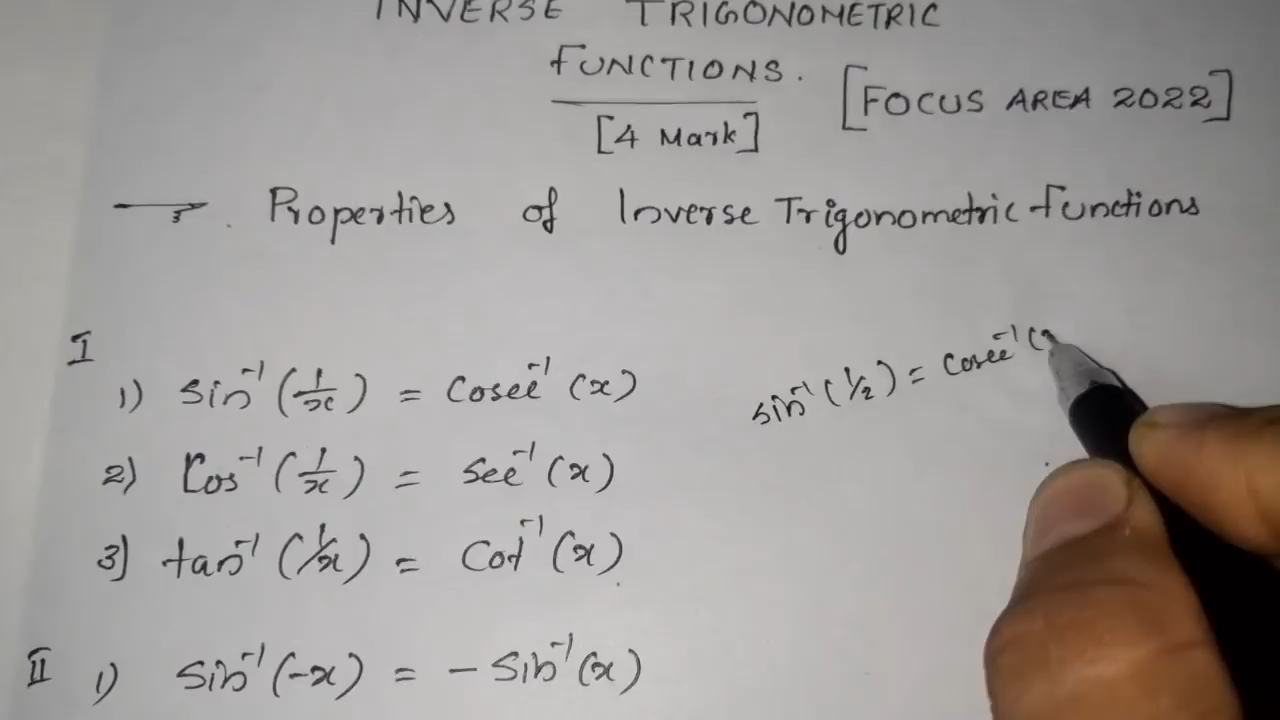 INVERSE TRIGONOMETRIC
FUNCTIONS. [FOCUS AREA 2022]
[4 Mark]
→ Properties of Inverse Trigonometric Functions
I
1) sin⁻¹ (1/x) = Cosec⁻¹ (x)
sin⁻¹ (1/2) = Cosec⁻¹ (
2) Cos⁻¹ (1/x) = Sec⁻¹ (x)
3) tan⁻¹ (1/x) = Cot⁻¹ (x)
II 1) Sin⁻¹ (-x) = - Sin⁻¹ (x)